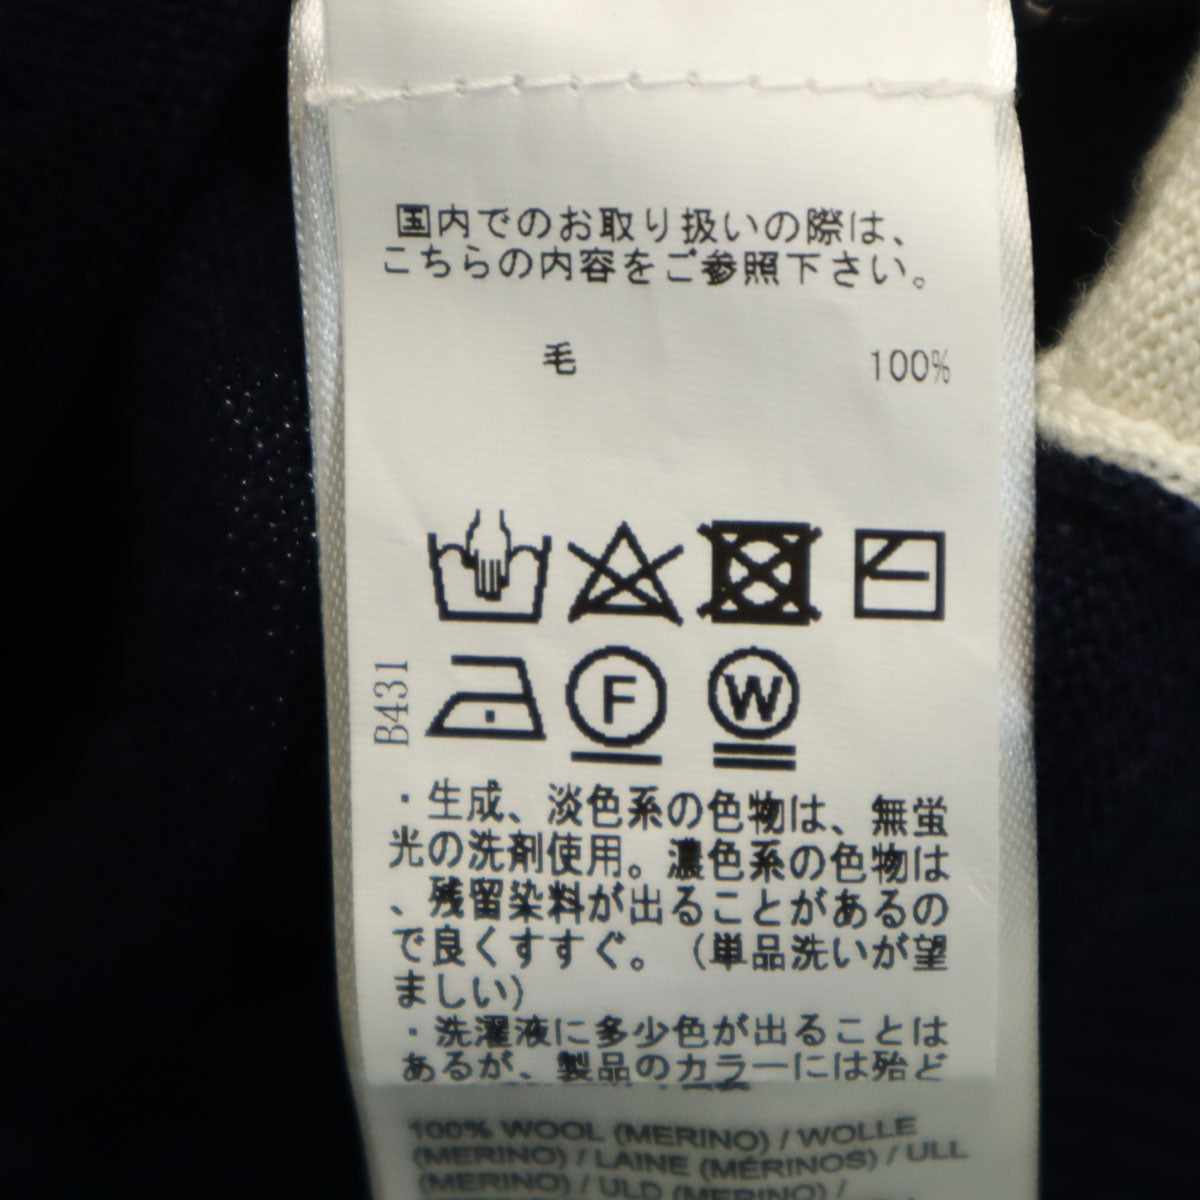 国内でのお取り扱いの際は、
こちらの内容をご参照下さい。
毛 100%
F W
B431
・生成、淡色系の色物は、無蛍
光の洗剤使用。濃色系の色物は
、残留染料が出ることがあるの
で良くすすぐ。（単品洗いが望
ましい）
・洗濯液に多少色が出ることは
あるが、製品のカラーには殆ど
100% WOOL (MERINO) / WOLLE
(MERINO) / LAINE (MÉRINOS) / ULL
(MERINO) / ULD (MERINO) /